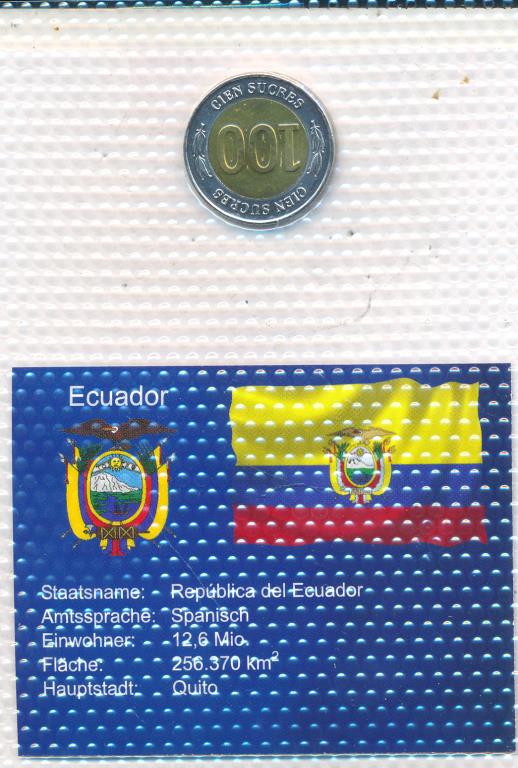 CIEN SUCRES
100
CIEN SUCRES
Ecuador
Staatsname: República del Ecuador
Amtssprache: Spanisch
Einwohner: 12,6 Mio.
Fläche: 256.370 km²
Hauptstadt: Quito